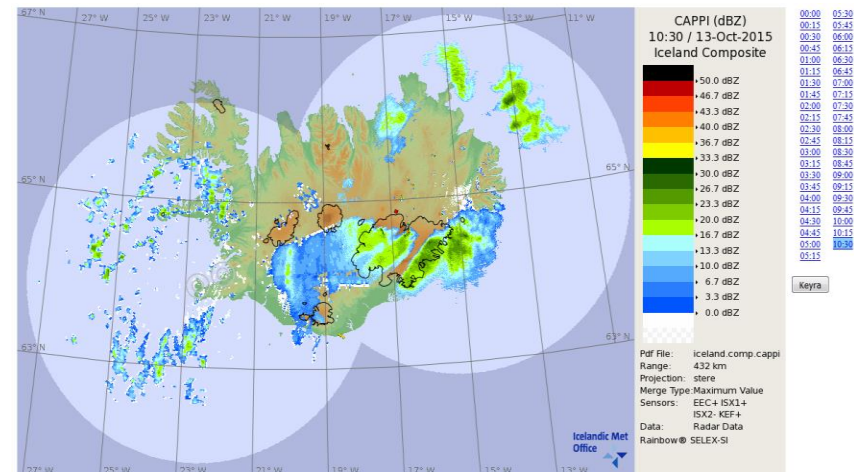 67° N
27° W 25° W 23° W 21° W 19° W 17° W 15° W 13° W 11° W
65° N 65° N
63° N 63° N
27° W 25° W 23° W 21° W 19° W 17° W 15° W 13° W
Icelandic Met
Office
CAPPI (dBZ)
10:30 / 13-Oct-2015
Iceland Composite
50.0 dBZ
46.7 dBZ
43.3 dBZ
40.0 dBZ
36.7 dBZ
33.3 dBZ
30.0 dBZ
26.7 dBZ
23.3 dBZ
20.0 dBZ
16.7 dBZ
13.3 dBZ
10.0 dBZ
6.7 dBZ
3.3 dBZ
0.0 dBZ
Pdf File: iceland.comp.cappi
Range: 432 km
Projection: stere
Merge Type: Maximum Value
Sensors: EEC+ ISX1+
ISX2- KEF+
Data: Radar Data
Rainbow® SELEX-SI
00:00 05:30
00:15 05:45
00:30 06:00
00:45 06:15
01:00 06:30
01:15 06:45
01:30 07:00
01:45 07:15
02:00 07:30
02:15 07:45
02:30 08:00
02:45 08:15
03:00 08:30
03:15 08:45
03:30 09:00
03:45 09:15
04:00 09:30
04:15 09:45
04:30 10:00
04:45 10:15
05:00 10:30
05:15
Keyra